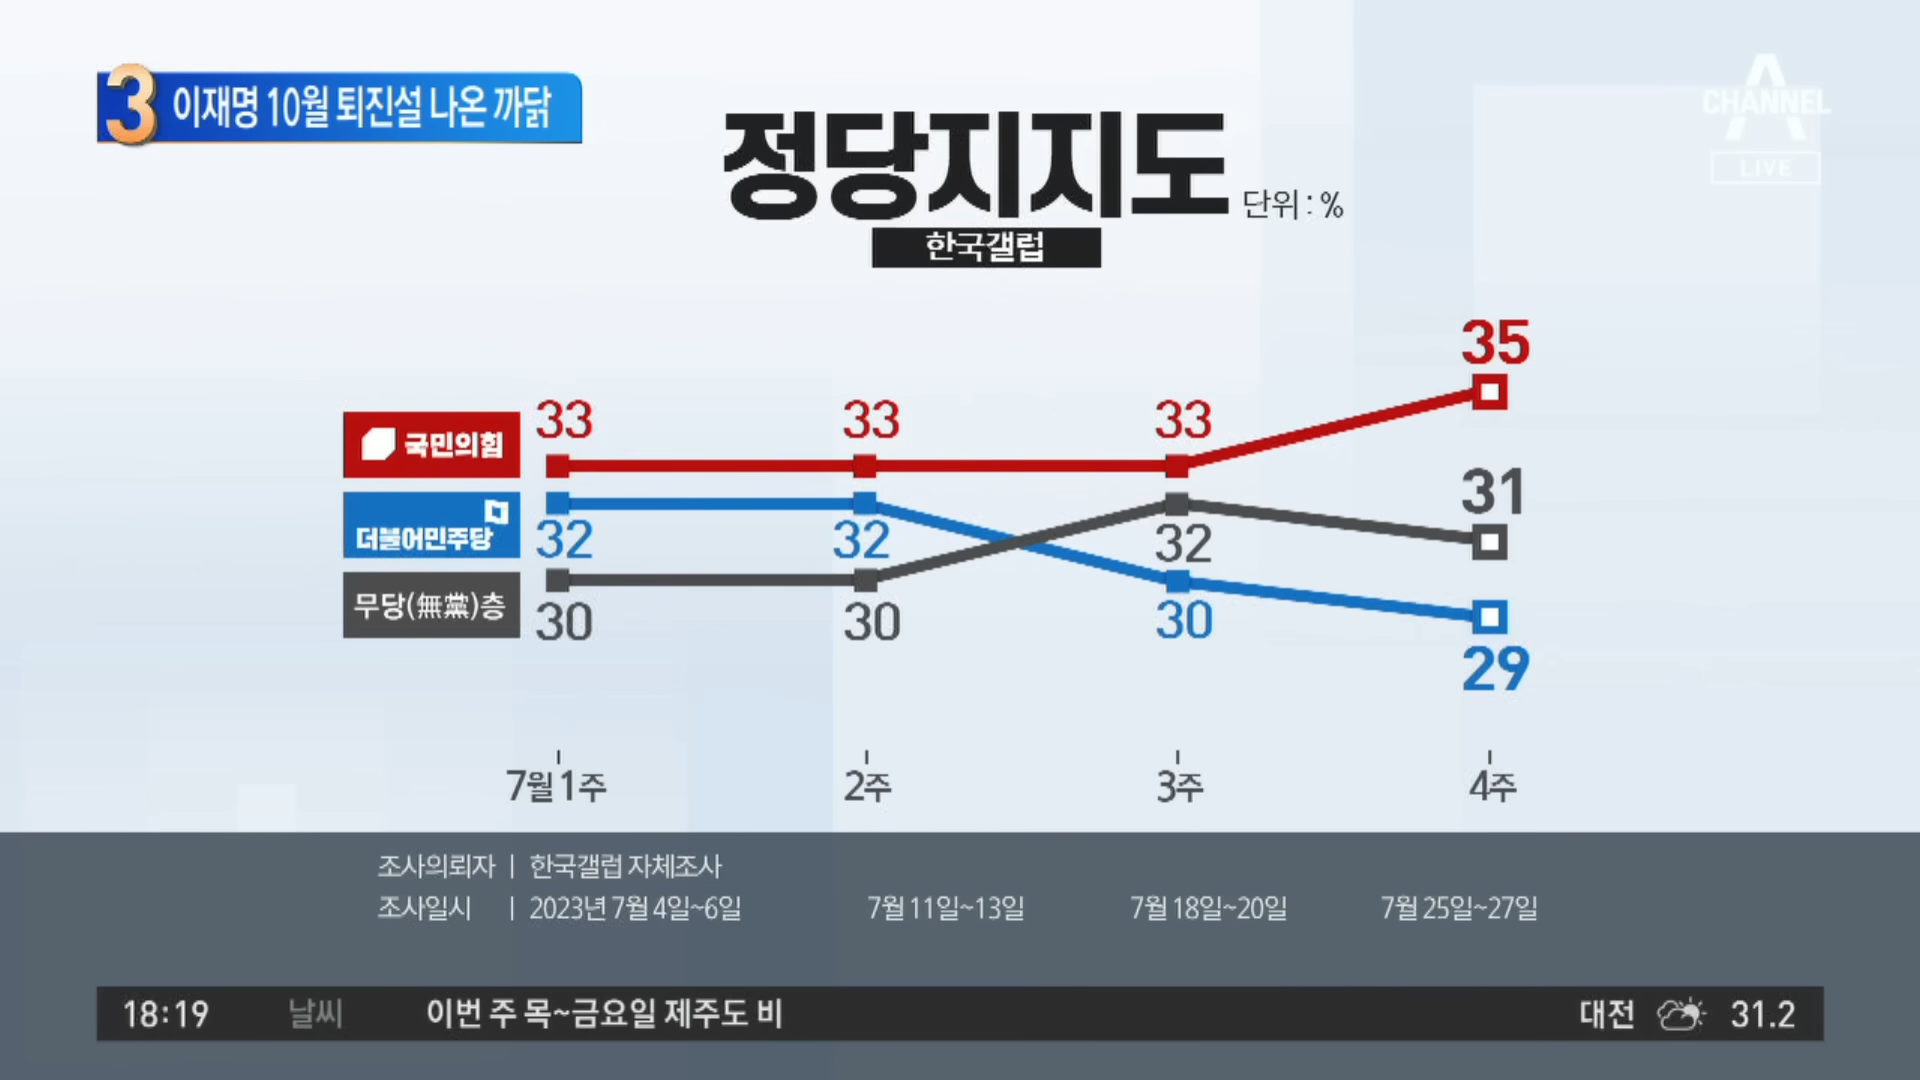 3 이재명 10월 퇴진설 나온 까닭
CHANNEL A
LIVE
정당지지도 단위 : %
한국갤럽
35
국민의힘 33 33 33
31
더불어민주당 32 32 32
무당(無黨)층 30 30 30
29
7월 1주 2주 3주 4주
조사의뢰자 | 한국갤럽 자체조사
조사일시 | 2023년 7월 4일~6일 7월 11일~13일 7월 18일~20일 7월 25일~27일
18:19 날씨 이번 주 목~금요일 제주도 비 대전 31.2